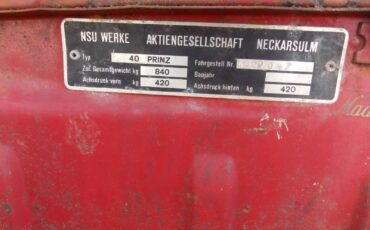 NSU WERKE AKTIENGESELLSCHAFT NECKARSULM
Typ 40 PRINZ Fahrgestell Nr.
Zul. Gesamtgewicht kg 840 Baujahr
Achsdruck vorn kg 420 Achsdruck hinten kg 420